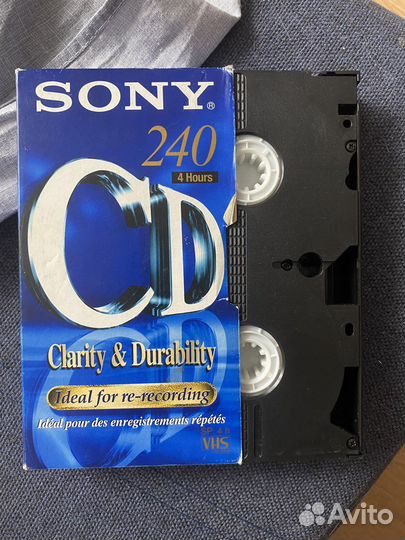 SONY®
240
4 Hours
CD
Clarity & Durability
Ideal for re-recording
Idéal pour des enregistrements répétés
VHS
Avito